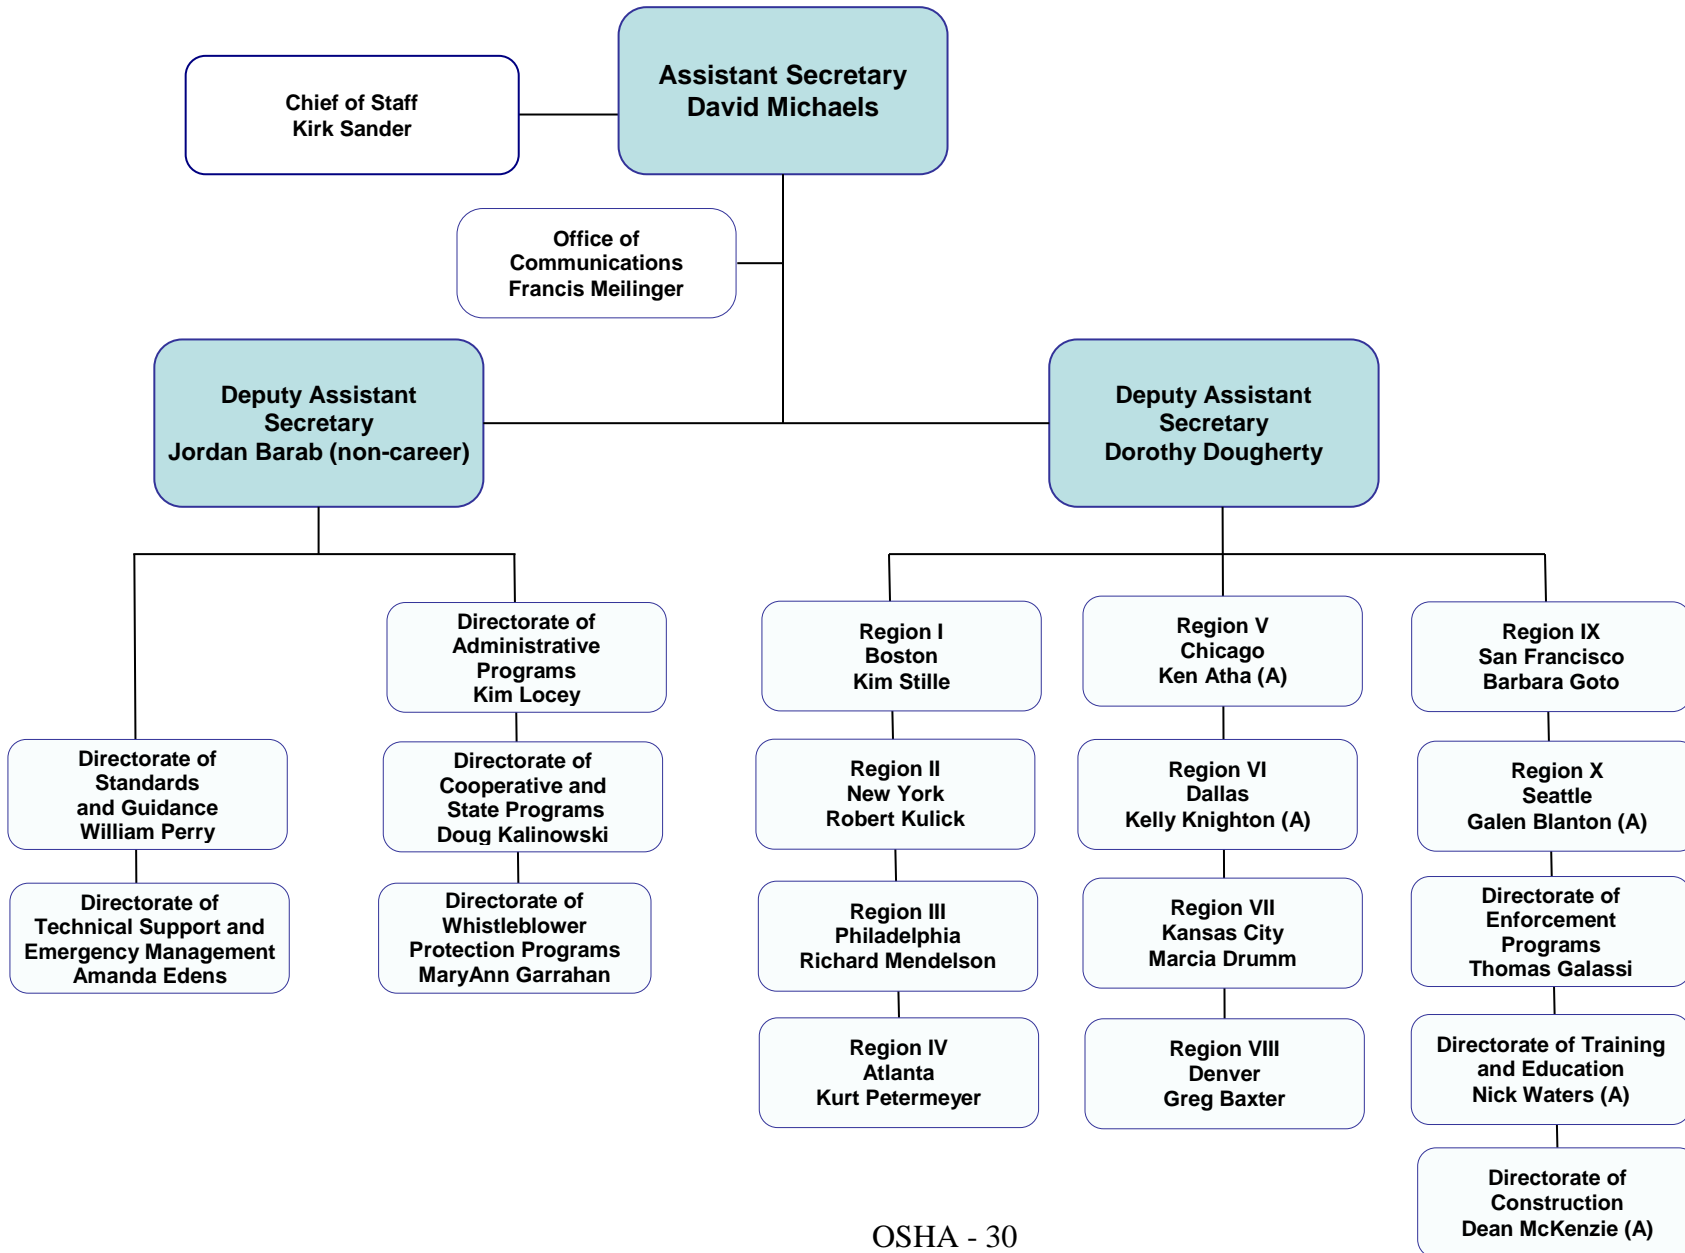 Assistant Secretary
David Michaels
Chief of Staff
Kirk Sander
Office of
Communications
Francis Meilinger
Deputy Assistant
Secretary
Jordan Barab (non-career)
Deputy Assistant
Secretary
Dorothy Dougherty
Directorate of
Standards
and Guidance
William Perry
Directorate of
Technical Support and
Emergency Management
Amanda Edens
Directorate of
Administrative
Programs
Kim Locey
Directorate of
Cooperative and
State Programs
Doug Kalinowski
Directorate of
Whistleblower
Protection Programs
MaryAnn Garrahan
Region I
Boston
Kim Stille
Region II
New York
Robert Kulick
Region III
Philadelphia
Richard Mendelson
Region IV
Atlanta
Kurt Petermeyer
Region V
Chicago
Ken Atha (A)
Region VI
Dallas
Kelly Knighton (A)
Region VII
Kansas City
Marcia Drumm
Region VIII
Denver
Greg Baxter
Region IX
San Francisco
Barbara Goto
Region X
Seattle
Galen Blanton (A)
Directorate of
Enforcement
Programs
Thomas Galassi
Directorate of Training
and Education
Nick Waters (A)
Directorate of
Construction
Dean McKenzie (A)
OSHA - 30